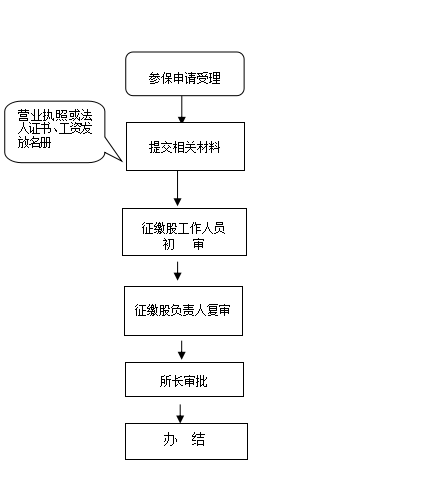 参保申请受理
营业执照或法
人证书、工资发
放名册
提交相关材料
征缴股工作人员
初 审
征缴股负责人复审
所长审批
办 结